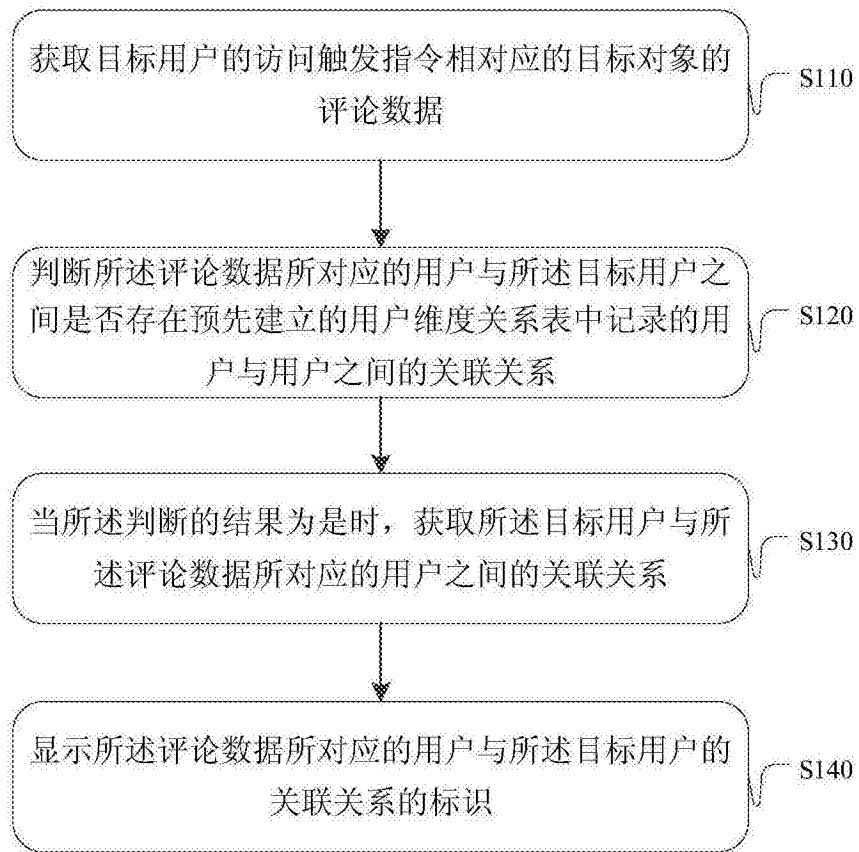 获取目标用户的访问触发指令相对应的目标对象的
评论数据
S110
判断所述评论数据所对应的用户与所述目标用户之
间是否存在预先建立的用户维度关系表中记录的用
户与用户之间的关联关系
S120
当所述判断的结果为是时，获取所述目标用户与所
述评论数据所对应的用户之间的关联关系
S130
显示所述评论数据所对应的用户与所述目标用户的
关联关系的标识
S140